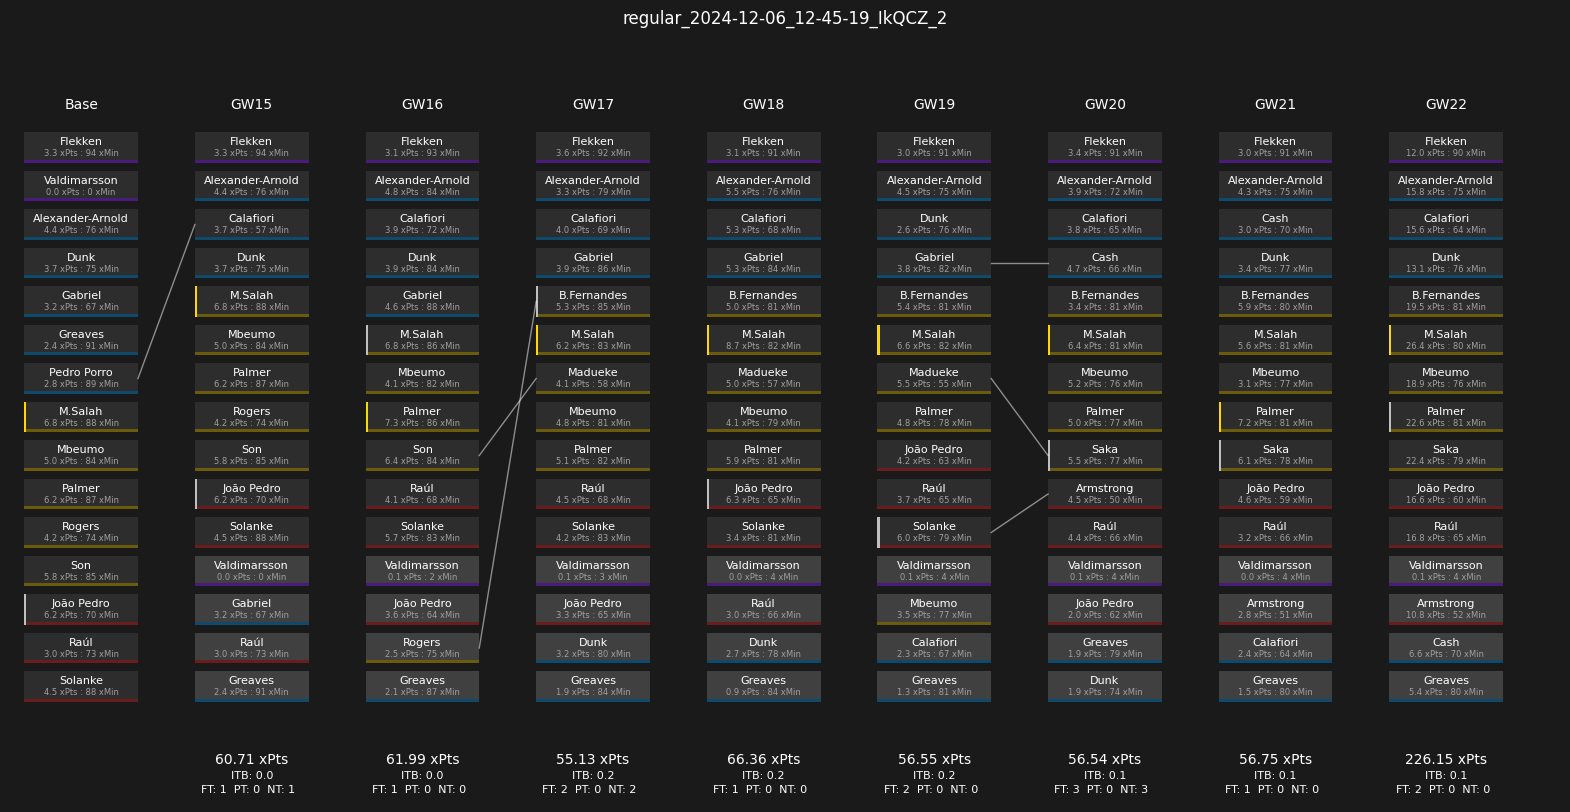 regular_2024-12-06_12-45-19_IkQCZ_2
Base
Flekken
3.3 xPts : 94 xMin
Valdimarsson
0.0 xPts : 0 xMin
Alexander-Arnold
4.4 xPts : 76 xMin
Dunk
3.7 xPts : 75 xMin
Gabriel
3.2 xPts : 67 xMin
Greaves
2.4 xPts : 91 xMin
Pedro Porro
2.8 xPts : 89 xMin
M.Salah
6.8 xPts : 88 xMin
Mbeumo
5.0 xPts : 84 xMin
Palmer
6.2 xPts : 87 xMin
Rogers
4.2 xPts : 74 xMin
Son
5.8 xPts : 85 xMin
João Pedro
6.2 xPts : 70 xMin
Raúl
3.0 xPts : 73 xMin
Solanke
4.5 xPts : 88 xMin
GW15
Flekken
3.3 xPts : 94 xMin
Alexander-Arnold
4.4 xPts : 76 xMin
Calafiori
3.7 xPts : 57 xMin
Dunk
3.7 xPts : 75 xMin
M.Salah
6.8 xPts : 88 xMin
Mbeumo
5.0 xPts : 84 xMin
Palmer
6.2 xPts : 87 xMin
Rogers
4.2 xPts : 74 xMin
Son
5.8 xPts : 85 xMin
João Pedro
6.2 xPts : 70 xMin
Solanke
4.5 xPts : 88 xMin
Valdimarsson
0.0 xPts : 0 xMin
Gabriel
3.2 xPts : 67 xMin
Raúl
3.0 xPts : 73 xMin
Greaves
2.4 xPts : 91 xMin
60.71 xPts
ITB: 0.0
FT: 1 PT: 0 NT: 1
GW16
Flekken
3.1 xPts : 93 xMin
Alexander-Arnold
4.8 xPts : 84 xMin
Calafiori
3.9 xPts : 72 xMin
Dunk
3.9 xPts : 84 xMin
Gabriel
4.6 xPts : 88 xMin
M.Salah
6.8 xPts : 86 xMin
Mbeumo
4.1 xPts : 82 xMin
Palmer
7.3 xPts : 86 xMin
Son
6.4 xPts : 84 xMin
Raúl
4.1 xPts : 68 xMin
Solanke
5.7 xPts : 83 xMin
Valdimarsson
0.1 xPts : 2 xMin
João Pedro
3.6 xPts : 64 xMin
Rogers
2.5 xPts : 75 xMin
Greaves
2.1 xPts : 87 xMin
61.99 xPts
ITB: 0.0
FT: 1 PT: 0 NT: 0
GW17
Flekken
3.6 xPts : 92 xMin
Alexander-Arnold
3.3 xPts : 79 xMin
Calafiori
4.0 xPts : 69 xMin
Gabriel
3.9 xPts : 86 xMin
B.Fernandes
5.3 xPts : 85 xMin
M.Salah
6.2 xPts : 83 xMin
Madueke
4.1 xPts : 58 xMin
Mbeumo
4.8 xPts : 81 xMin
Palmer
5.1 xPts : 82 xMin
Raúl
4.5 xPts : 68 xMin
Solanke
4.2 xPts : 83 xMin
Valdimarsson
0.1 xPts : 3 xMin
João Pedro
3.3 xPts : 65 xMin
Dunk
3.2 xPts : 80 xMin
Greaves
1.9 xPts : 84 xMin
55.13 xPts
ITB: 0.2
FT: 2 PT: 0 NT: 2
GW18
Flekken
3.1 xPts : 91 xMin
Alexander-Arnold
5.5 xPts : 76 xMin
Calafiori
5.3 xPts : 68 xMin
Gabriel
5.3 xPts : 84 xMin
B.Fernandes
5.0 xPts : 81 xMin
M.Salah
8.7 xPts : 82 xMin
Madueke
5.0 xPts : 57 xMin
Mbeumo
4.1 xPts : 79 xMin
Palmer
5.9 xPts : 81 xMin
João Pedro
6.3 xPts : 65 xMin
Solanke
3.4 xPts : 81 xMin
Valdimarsson
0.0 xPts : 4 xMin
Raúl
3.0 xPts : 66 xMin
Dunk
2.7 xPts : 78 xMin
Greaves
0.9 xPts : 84 xMin
66.36 xPts
ITB: 0.2
FT: 1 PT: 0 NT: 0
GW19
Flekken
3.0 xPts : 91 xMin
Alexander-Arnold
4.5 xPts : 75 xMin
Dunk
2.6 xPts : 76 xMin
Gabriel
3.8 xPts : 82 xMin
B.Fernandes
5.4 xPts : 81 xMin
M.Salah
6.6 xPts : 82 xMin
Madueke
5.5 xPts : 55 xMin
Palmer
4.8 xPts : 78 xMin
João Pedro
4.2 xPts : 63 xMin
Raúl
3.7 xPts : 65 xMin
Solanke
6.0 xPts : 79 xMin
Valdimarsson
0.1 xPts : 4 xMin
Mbeumo
3.5 xPts : 77 xMin
Calafiori
2.3 xPts : 67 xMin
Greaves
1.3 xPts : 81 xMin
56.55 xPts
ITB: 0.2
FT: 2 PT: 0 NT: 0
GW20
Flekken
3.4 xPts : 91 xMin
Alexander-Arnold
3.9 xPts : 72 xMin
Calafiori
3.8 xPts : 65 xMin
Cash
4.7 xPts : 66 xMin
B.Fernandes
3.4 xPts : 81 xMin
M.Salah
6.4 xPts : 81 xMin
Mbeumo
5.2 xPts : 76 xMin
Palmer
5.0 xPts : 77 xMin
Saka
5.5 xPts : 77 xMin
Armstrong
4.5 xPts : 50 xMin
Raúl
4.4 xPts : 66 xMin
Valdimarsson
0.1 xPts : 4 xMin
João Pedro
2.0 xPts : 62 xMin
Greaves
1.9 xPts : 79 xMin
Dunk
1.9 xPts : 74 xMin
56.54 xPts
ITB: 0.1
FT: 3 PT: 0 NT: 3
GW21
Flekken
3.0 xPts : 91 xMin
Alexander-Arnold
4.3 xPts : 75 xMin
Cash
3.0 xPts : 70 xMin
Dunk
3.4 xPts : 77 xMin
B.Fernandes
5.9 xPts : 80 xMin
M.Salah
5.6 xPts : 81 xMin
Mbeumo
3.1 xPts : 77 xMin
Palmer
7.2 xPts : 81 xMin
Saka
6.1 xPts : 78 xMin
João Pedro
4.6 xPts : 59 xMin
Raúl
3.2 xPts : 66 xMin
Valdimarsson
0.0 xPts : 4 xMin
Armstrong
2.8 xPts : 51 xMin
Calafiori
2.4 xPts : 64 xMin
Greaves
1.5 xPts : 80 xMin
56.75 xPts
ITB: 0.1
FT: 1 PT: 0 NT: 0
GW22
Flekken
12.0 xPts : 90 xMin
Alexander-Arnold
15.8 xPts : 75 xMin
Calafiori
15.6 xPts : 64 xMin
Dunk
13.1 xPts : 76 xMin
B.Fernandes
19.5 xPts : 81 xMin
M.Salah
26.4 xPts : 80 xMin
Mbeumo
18.9 xPts : 76 xMin
Palmer
22.6 xPts : 81 xMin
Saka
22.4 xPts : 79 xMin
João Pedro
16.6 xPts : 60 xMin
Raúl
16.8 xPts : 65 xMin
Valdimarsson
0.1 xPts : 4 xMin
Armstrong
10.8 xPts : 52 xMin
Cash
6.6 xPts : 70 xMin
Greaves
5.4 xPts : 80 xMin
226.15 xPts
ITB: 0.1
FT: 2 PT: 0 NT: 0